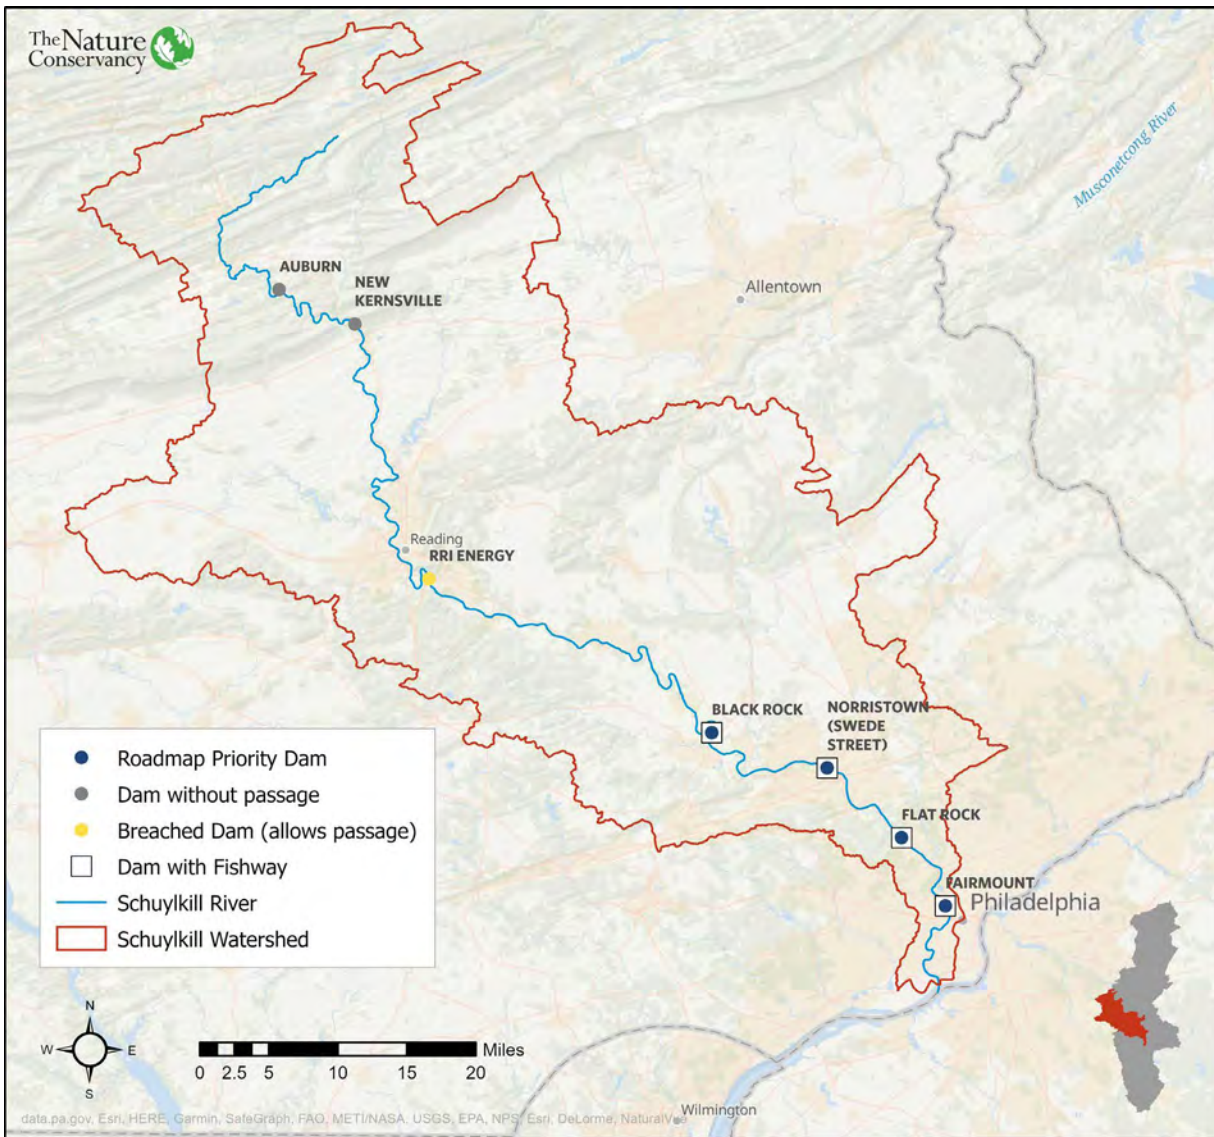 The Nature
Conservancy
Musconetcong River
AUBURN
NEW
KERNSVILLE
Allentown
Reading
RRI ENERGY
BLACK ROCK
NORRISTOWN
(SWEDE
STREET)
FLAT ROCK
FAIRMOUNT
Philadelphia
Roadmap Priority Dam
Dam without passage
Breached Dam (allows passage)
Dam with Fishway
Schuylkill River
Schuylkill Watershed
N
W E
S
Miles
0 2.5 5 10 15 20
Wilmington
data.pa.gov, Esri, HERE, Garmin, SafeGraph, FAO, METI/NASA, USGS, EPA, NPS, Esri, DeLorme,